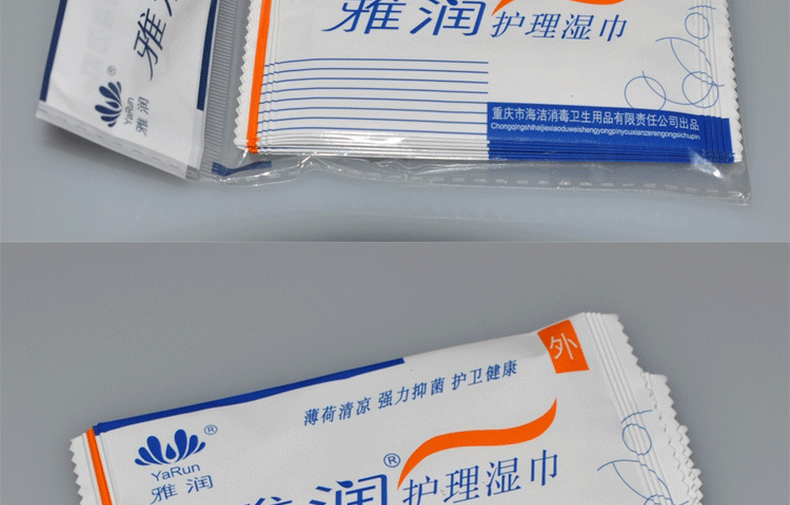 雅润护理湿巾
雅
®
YaRun
雅润
重庆市海洁消毒卫生用品有限责任公司出品
Chongqingshihaijiexiaoduweishengyongpinyouxianzerengongsichupin
外
薄荷清凉 强力抑菌 护卫健康
®
YaRun
雅润
雅润®护理湿巾